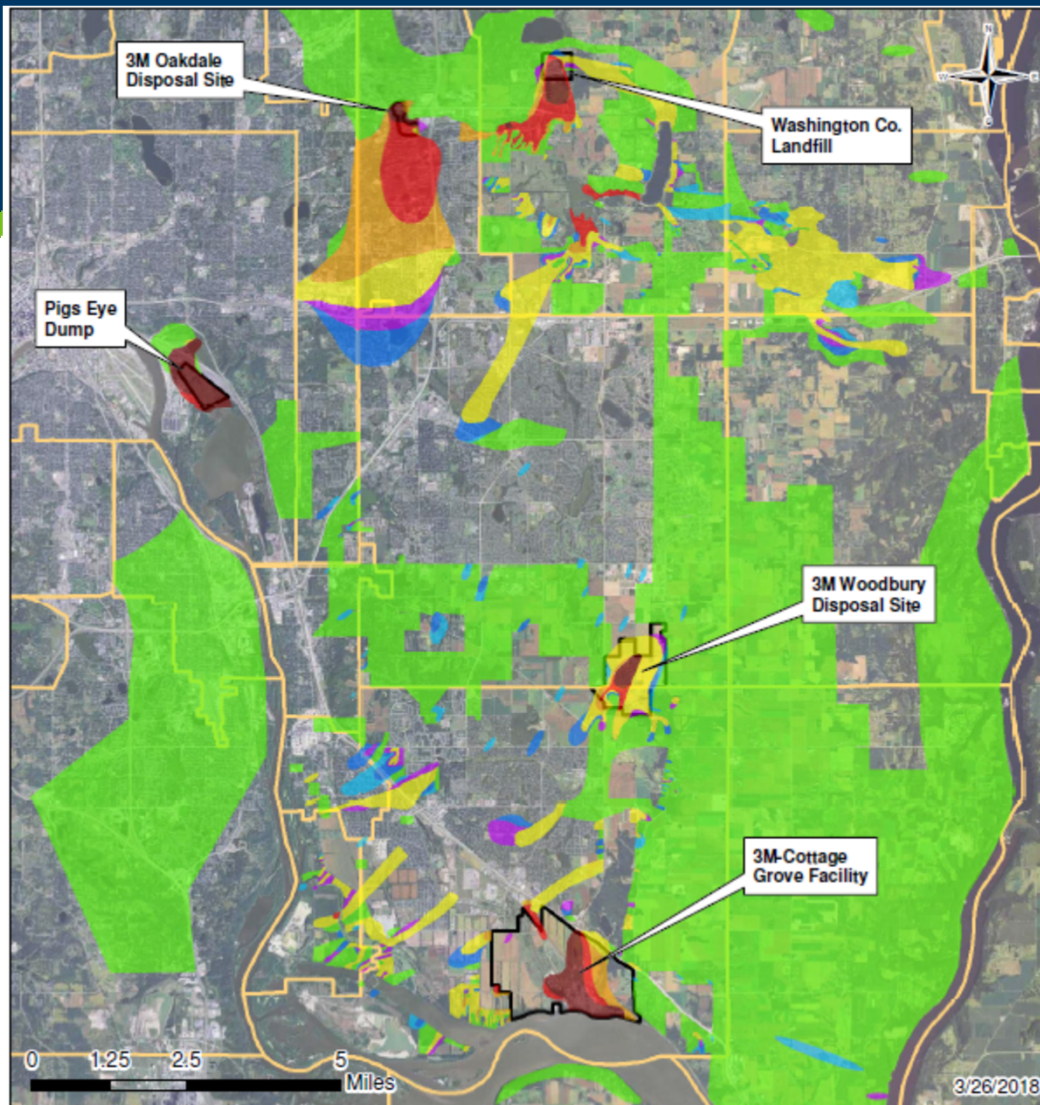 3M Oakdale
Disposal Site
N
W
E
S
Washington Co.
Landfill
Pigs Eye
Dump
3M Woodbury
Disposal Site
3M-Cottage
Grove Facility
0 1.25 2.5 5
Miles
3/26/2018